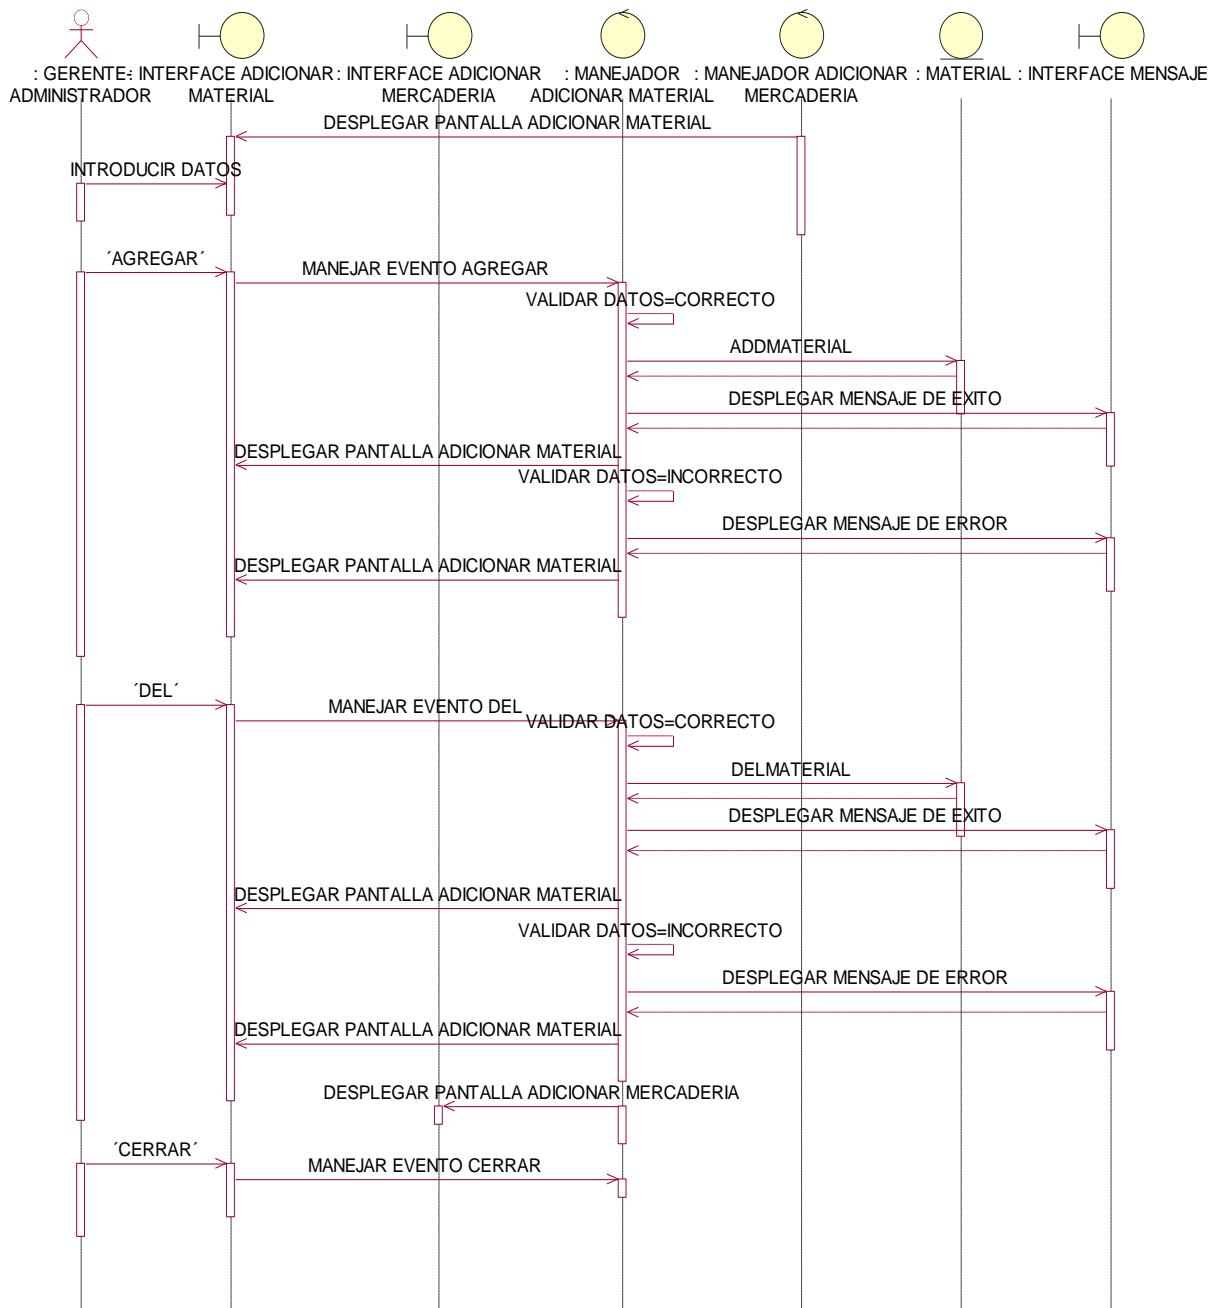 : GERENTE-
ADMINISTRADOR
: INTERFACE ADICIONAR
MATERIAL
: INTERFACE ADICIONAR
MERCADERIA
: MANEJADOR
ADICIONAR MATERIAL
: MANEJADOR ADICIONAR
MERCADERIA
: MATERIAL
: INTERFACE MENSAJE
DESPLEGAR PANTALLA ADICIONAR MATERIAL
INTRODUCIR DATOS
´AGREGAR´
MANEJAR EVENTO AGREGAR
VALIDAR DATOS=CORRECTO
ADDMATERIAL
DESPLEGAR MENSAJE DE EXITO
DESPLEGAR PANTALLA ADICIONAR MATERIAL
VALIDAR DATOS=INCORRECTO
DESPLEGAR MENSAJE DE ERROR
DESPLEGAR PANTALLA ADICIONAR MATERIAL
´DEL´
MANEJAR EVENTO DEL
VALIDAR DATOS=CORRECTO
DELMATERIAL
DESPLEGAR MENSAJE DE EXITO
DESPLEGAR PANTALLA ADICIONAR MATERIAL
VALIDAR DATOS=INCORRECTO
DESPLEGAR MENSAJE DE ERROR
DESPLEGAR PANTALLA ADICIONAR MATERIAL
DESPLEGAR PANTALLA ADICIONAR MERCADERIA
´CERRAR´
MANEJAR EVENTO CERRAR